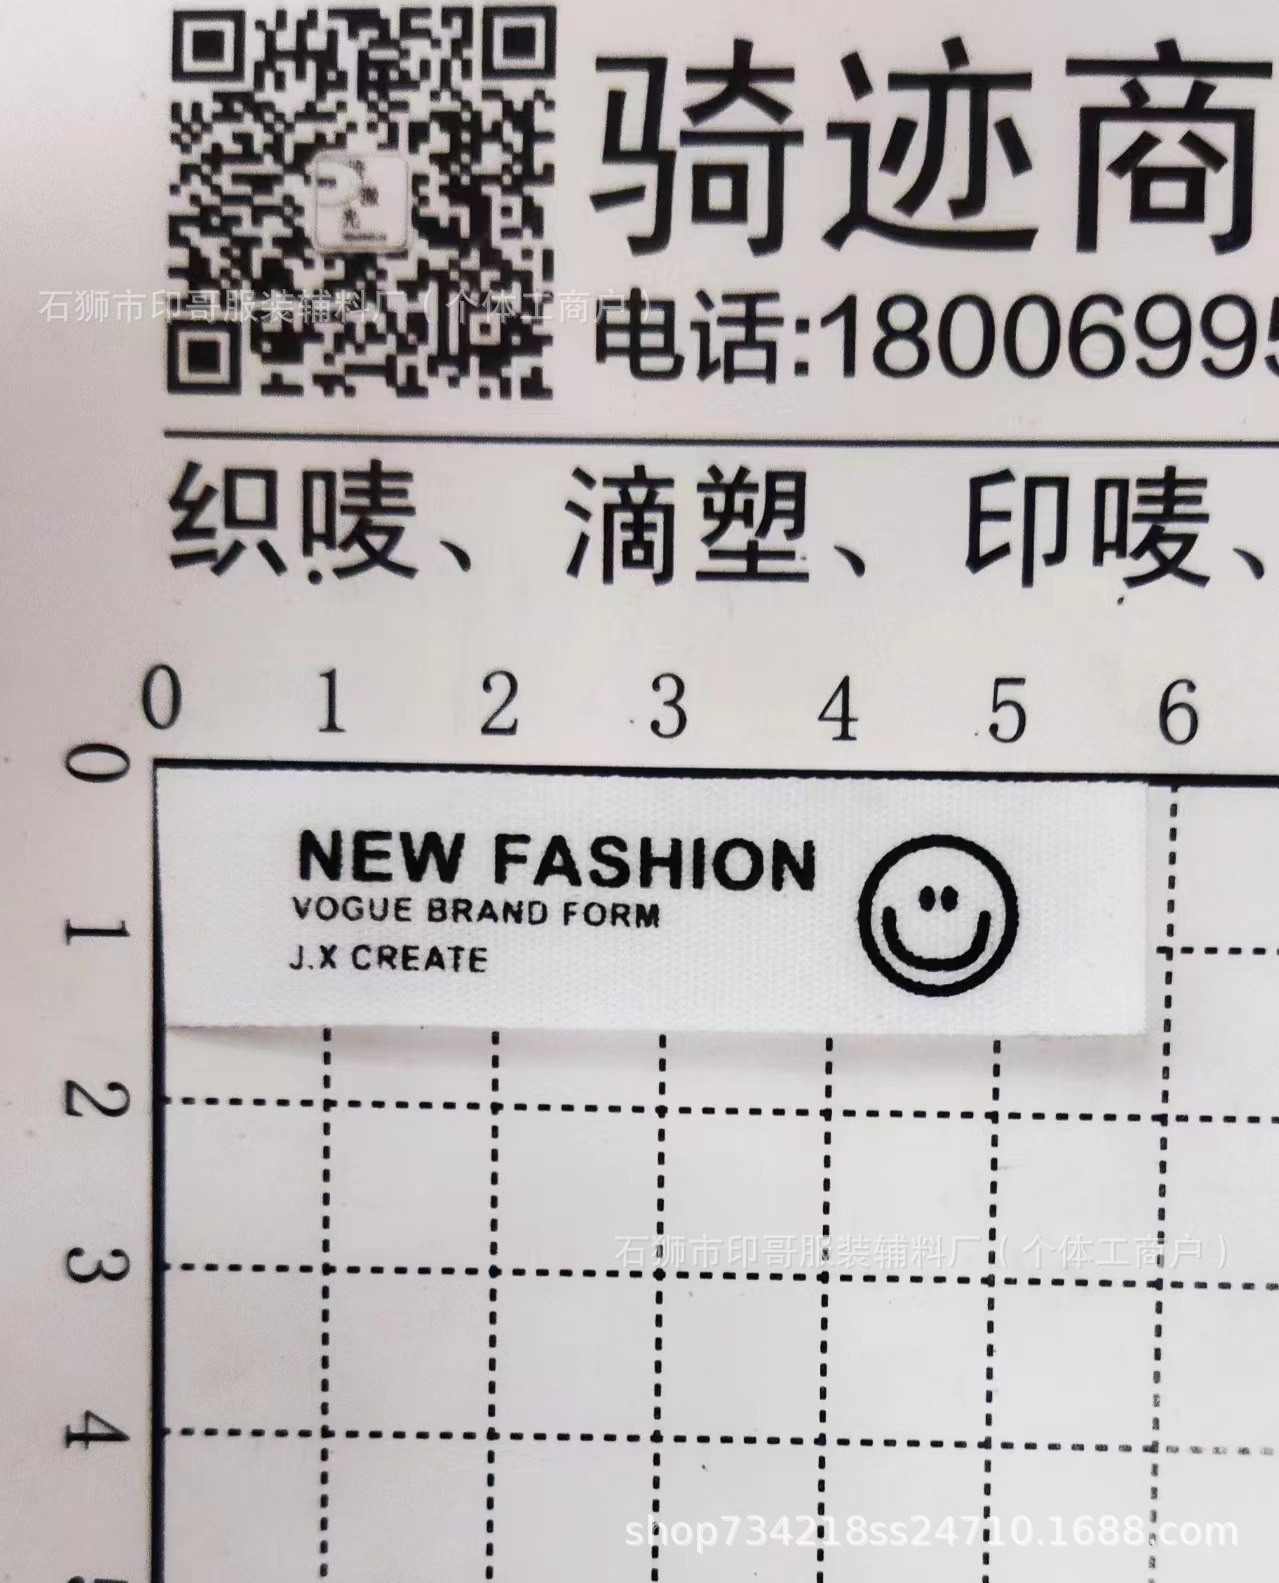 骑迹商
石狮市印哥服装辅料厂（个体工商户）
电话:18006995
织唛、 滴塑、 印唛、
0 1 2 3 4 5 6
0
NEW FASHION
VOGUE BRAND FORM
1
J.X CREATE
2
3
石狮市印哥服装辅料厂（个体工商户）
4
shop734218ss24710.1688.com
5